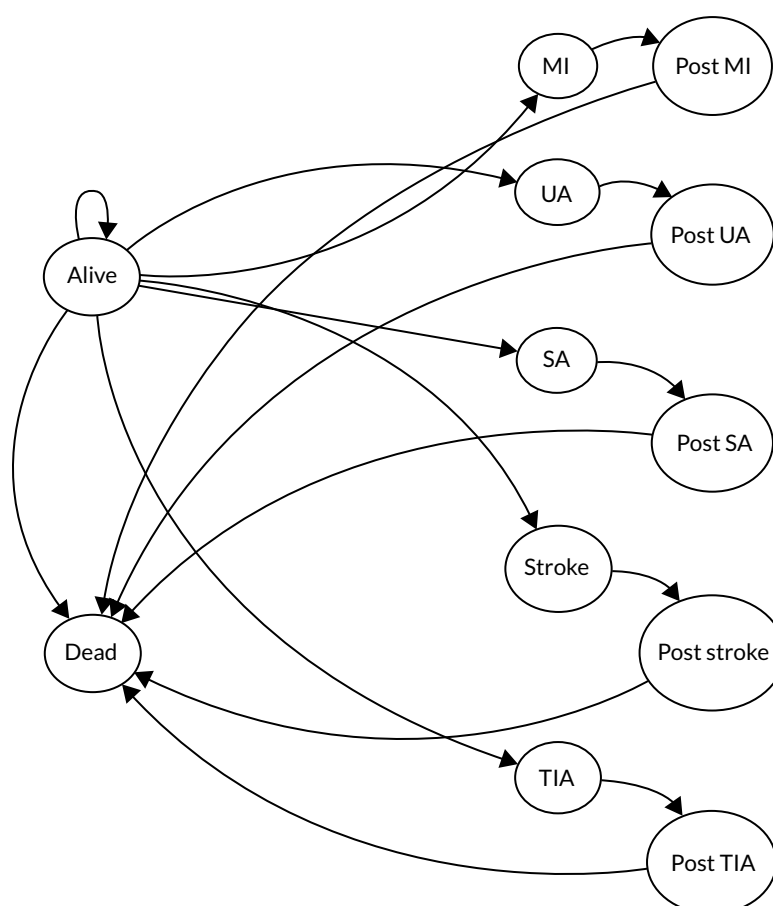 MI
Post MI
UA
Post UA
Alive
SA
Post SA
Stroke
Dead
Post stroke
TIA
Post TIA